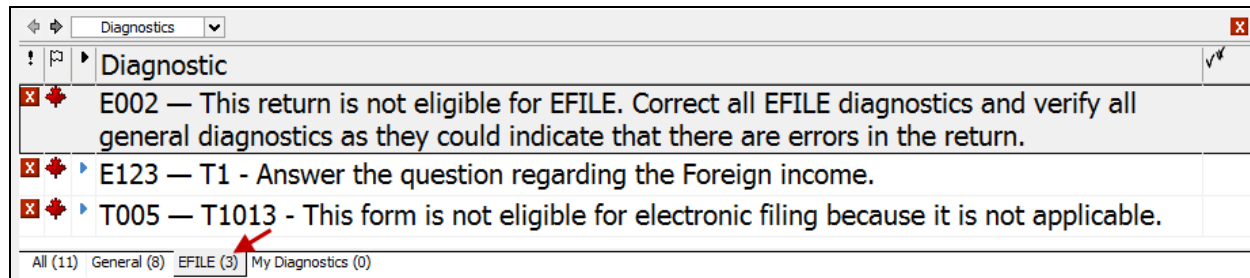 Diagnostics
Diagnostic
E002 — This return is not eligible for EFILE. Correct all EFILE diagnostics and verify all
general diagnostics as they could indicate that there are errors in the return.
E123 — T1 - Answer the question regarding the Foreign income.
T005 — T1013 - This form is not eligible for electronic filing because it is not applicable.
All (11) General (8) EFILE (3) My Diagnostics (0)